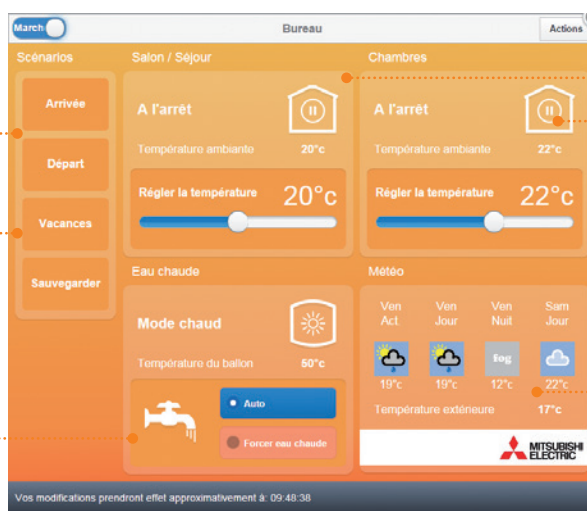 March
Bureau
Actions
Scénarios
Arrivée
Départ
Vacances
Sauvegarder
Salon / Séjour
A l'arrêt
Température ambiante 20°c
Régler la température 20°c
Chambres
A l'arrêt
Température ambiante 22°c
Régler la température 22°c
Eau chaude
Mode chaud
Température du ballon 50°c
Auto
Forcer eau chaude
Météo
Ven Ven Ven Sam
Act. Jour Nuit Jour
fog
19°c 19°c 12°c 22°c
Température extérieure 17°c
MITSUBISHI
ELECTRIC
Vos modifications prendront effet approximativement à: 09:48:38